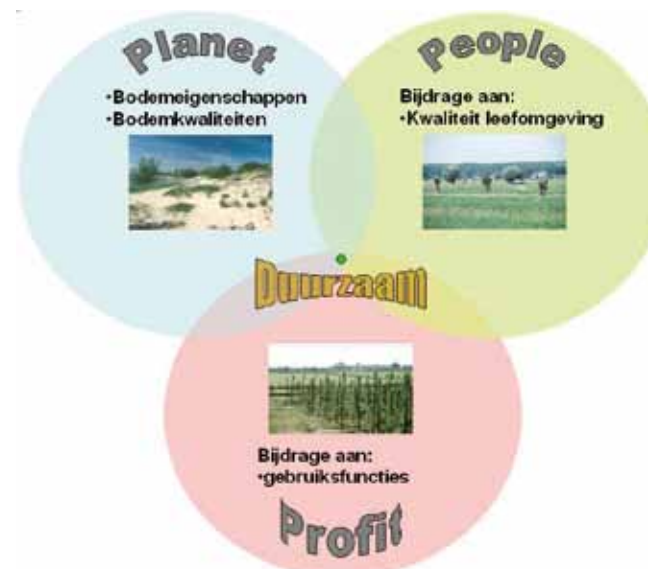 Planet
•Bodemeigenschappen
•Bodemkwaliteiten
People
Bijdrage aan:
•Kwaliteit leefomgeving
Duurzaam
Bijdrage aan:
•gebruiksfuncties
Profit